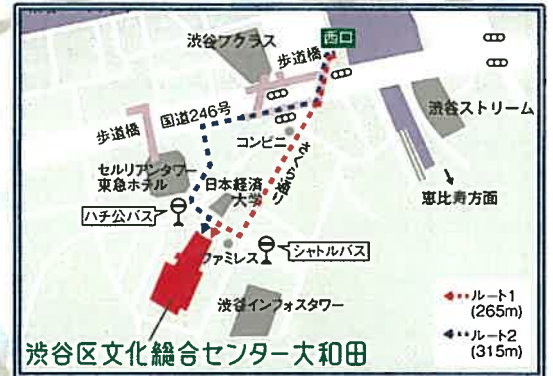 渋谷フクラス
西口
歩道橋
渋谷ストリーム
国道246号
歩道橋
コンビニ
さくら通り
セルリアンタワー
東急ホテル
日本経済
大学
恵比寿方面
ハチ公バス
ファミレス
シャトルバス
渋谷インフォスタワー
ルート1
(265m)
ルート2
(315m)
渋谷区文化総合センター大和田